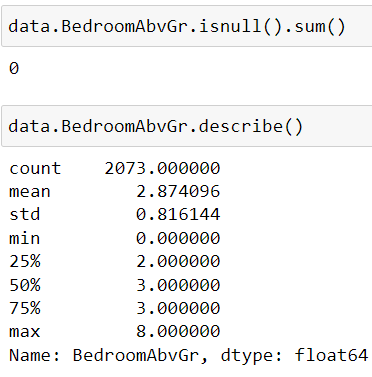 data.BedroomAbvGr.isnull().sum()
0
data.BedroomAbvGr.describe()
count    2073.000000
mean        2.874096
std         0.816144
min         0.000000
25%         2.000000
50%         3.000000
75%         3.000000
max         8.000000
Name: BedroomAbvGr, dtype: float64